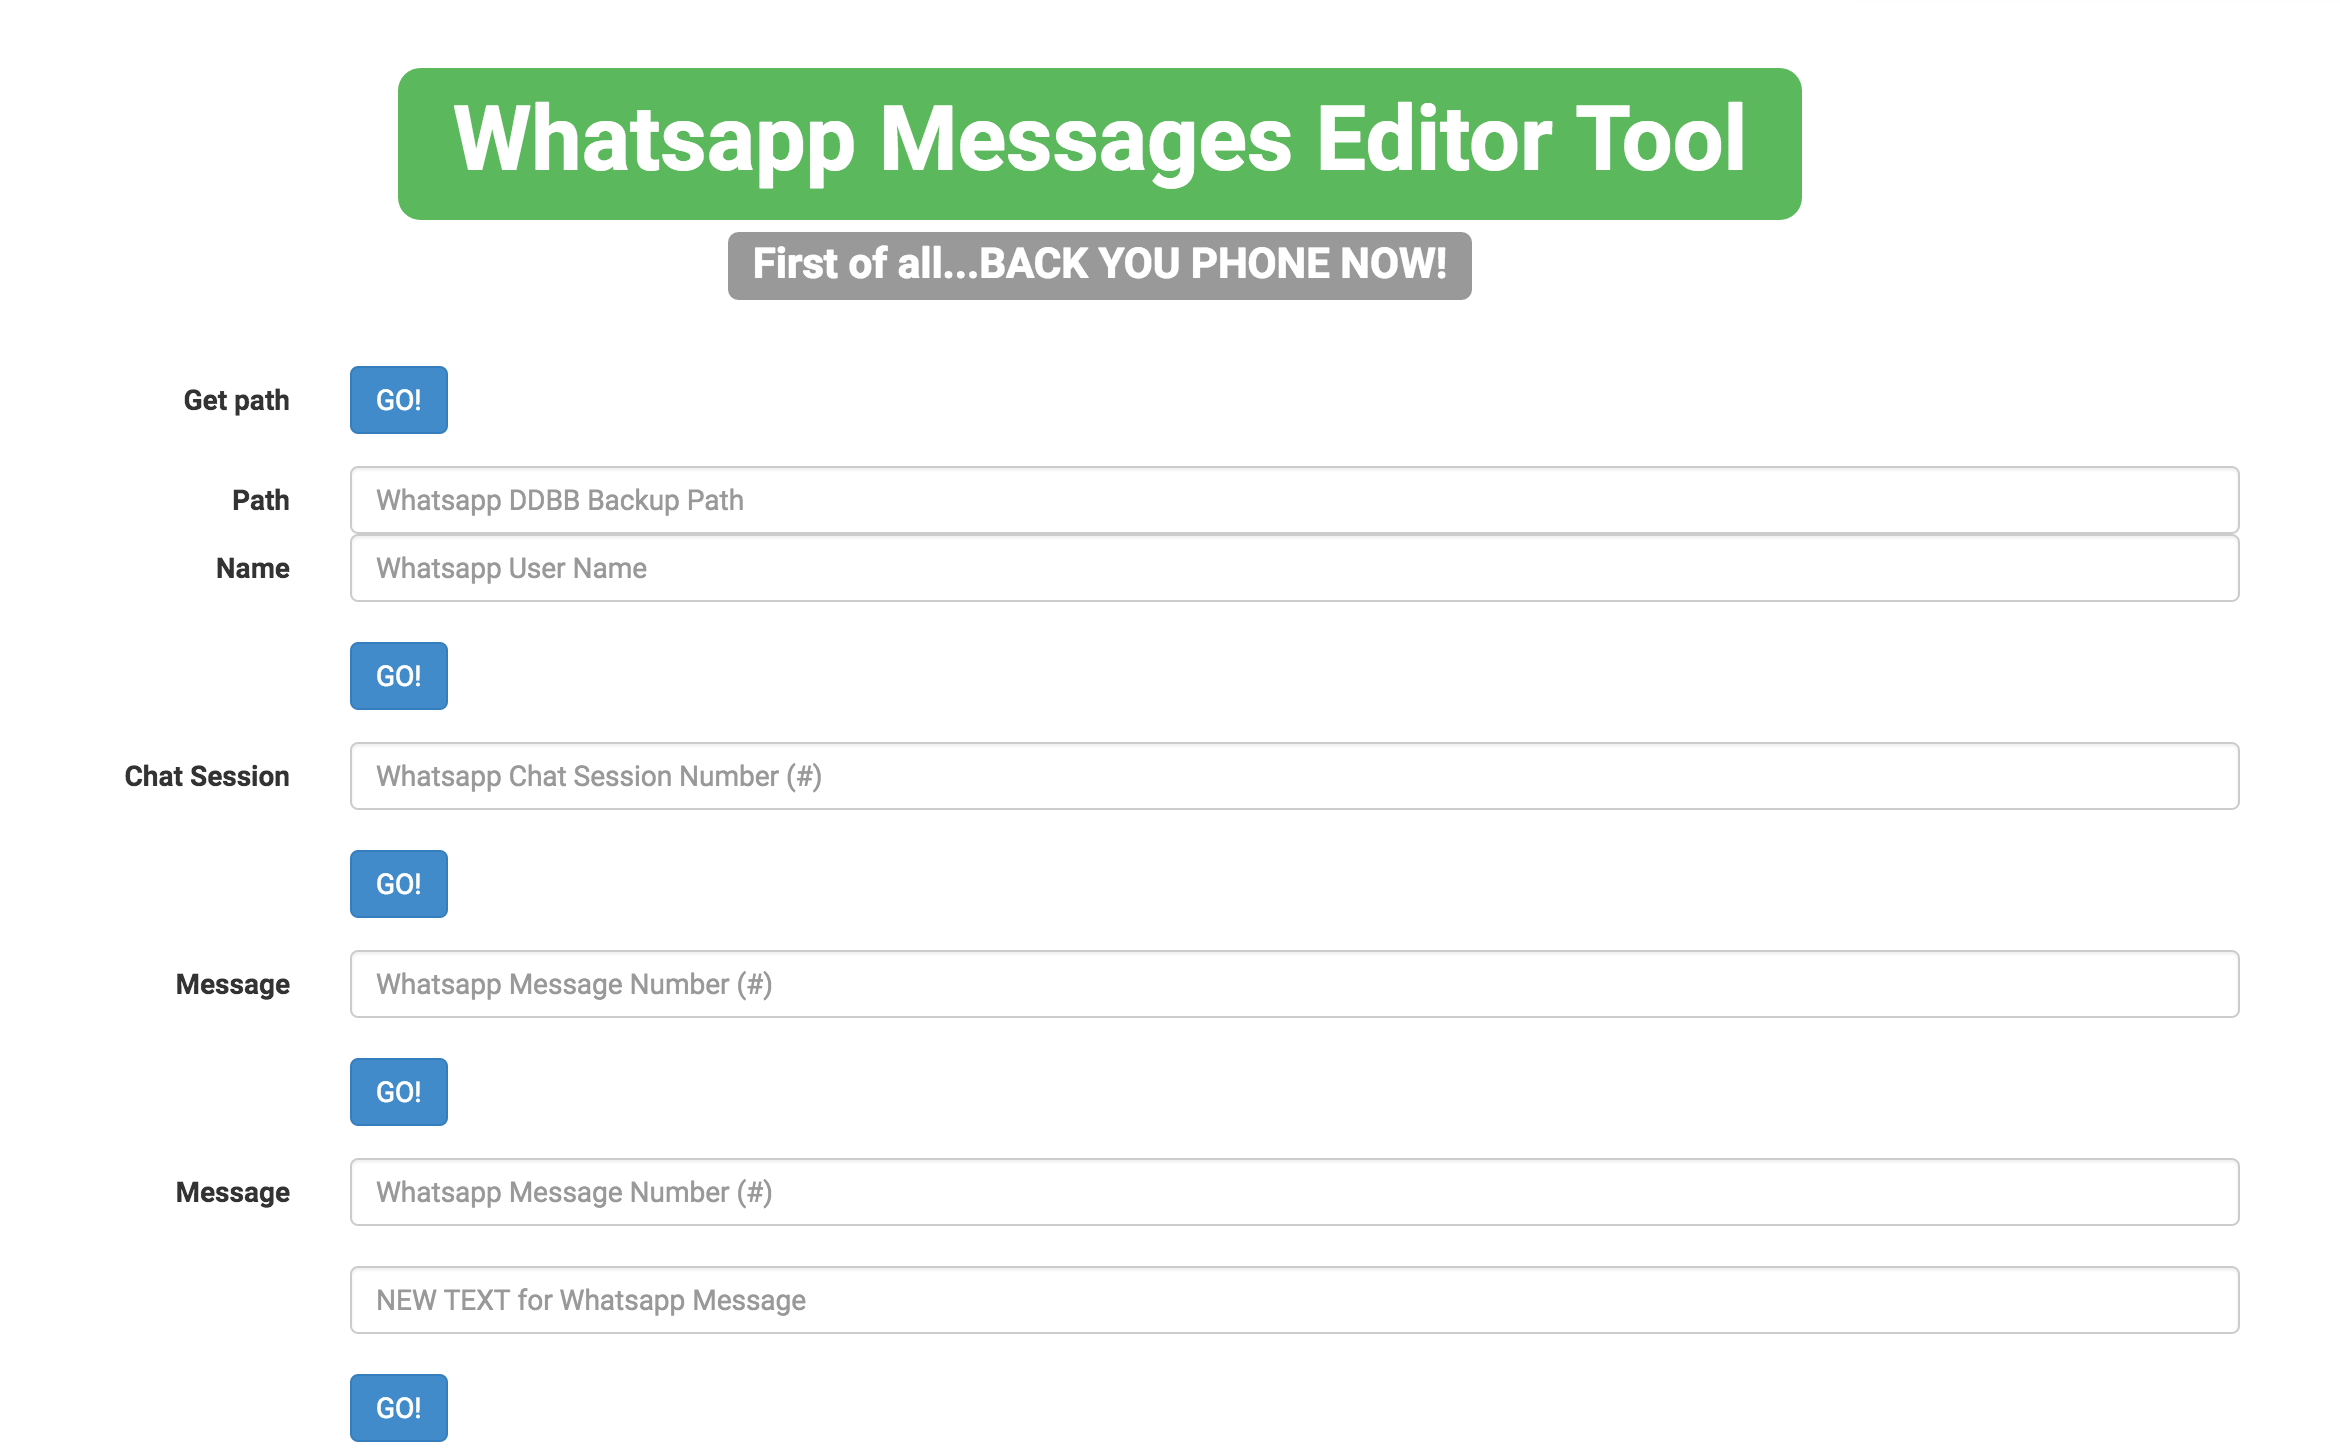 Whatsapp Messages Editor Tool
First of all...BACK YOU PHONE NOW!
Get path GO!
Path Whatsapp DDBB Backup Path
Name Whatsapp User Name
GO!
Chat Session Whatsapp Chat Session Number (#)
GO!
Message Whatsapp Message Number (#)
GO!
Message Whatsapp Message Number (#)
NEW TEXT for Whatsapp Message
GO!